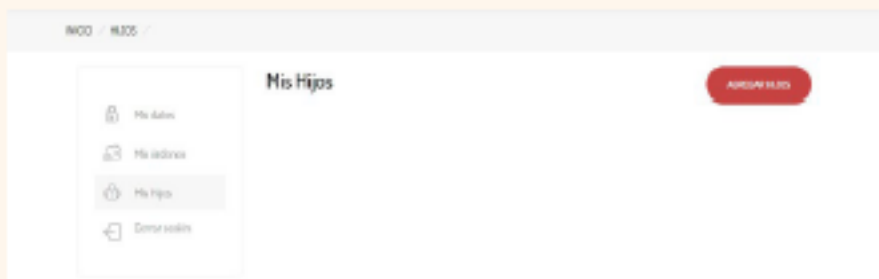 INICIO / HIJOS /
Mis Hijos
AGREGAR HIJOS
Mis datos
Mis ordenes
Mis hijos
Cerrar sesión